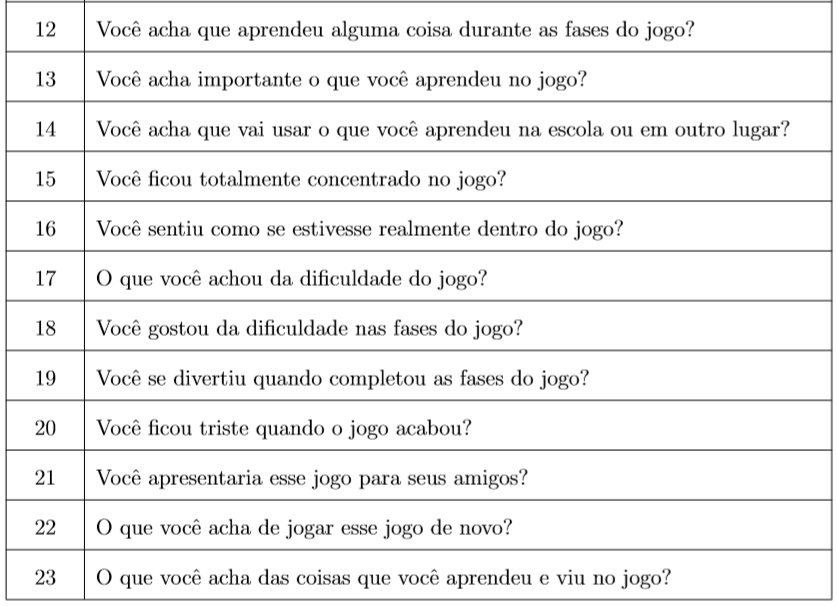 12 Você acha que aprendeu alguma coisa durante as fases do jogo?
13 Você acha importante o que você aprendeu no jogo?
14 Você acha que vai usar o que você aprendeu na escola ou em outro lugar?
15 Você ficou totalmente concentrado no jogo?
16 Você sentiu como se estivesse realmente dentro do jogo?
17 O que você achou da dificuldade do jogo?
18 Você gostou da dificuldade nas fases do jogo?
19 Você se divertiu quando completou as fases do jogo?
20 Você ficou triste quando o jogo acabou?
21 Você apresentaria esse jogo para seus amigos?
22 O que você acha de jogar esse jogo de novo?
23 O que você acha das coisas que você aprendeu e viu no jogo?